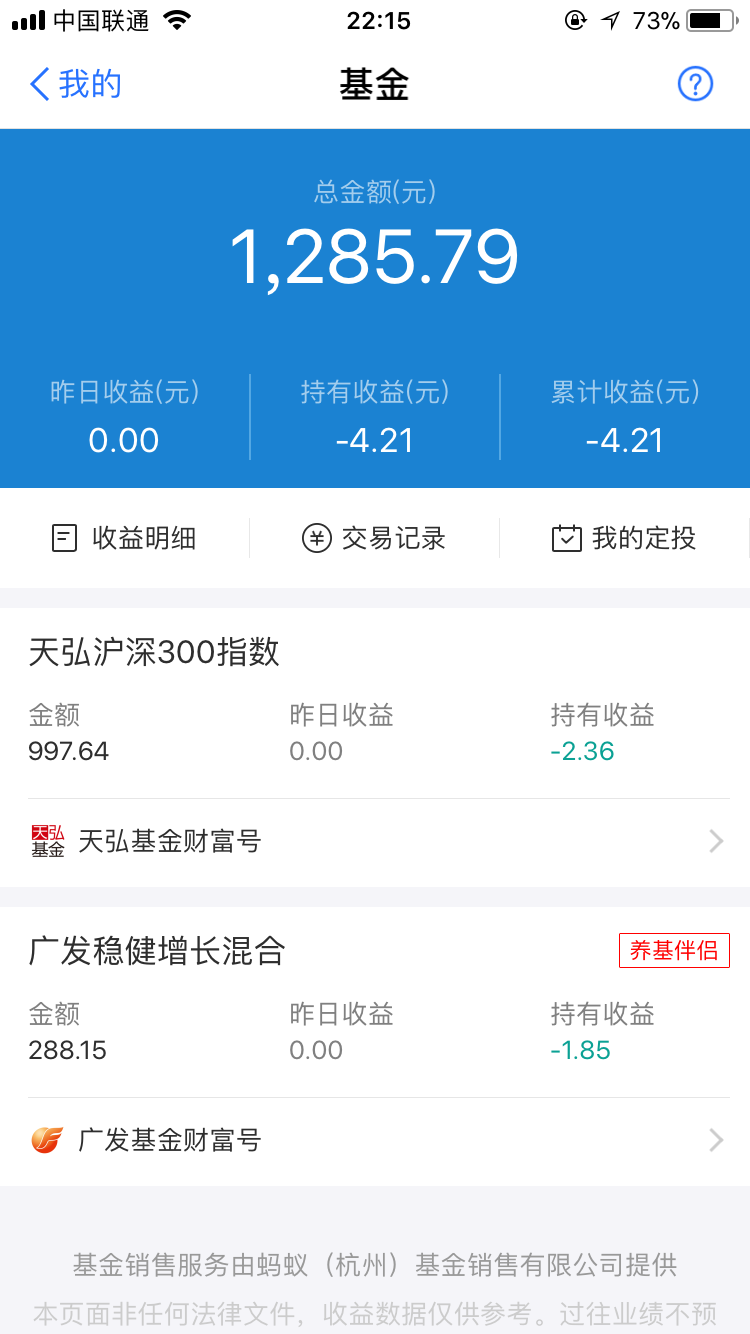 中国联通 22:15 73%
我的 基金
总金额(元)
1,285.79
昨日收益(元) 持有收益(元) 累计收益(元)
0.00 -4.21 -4.21
收益明细 交易记录 我的定投
天弘沪深300指数
金额 昨日收益 持有收益
997.64 0.00 -2.36
天弘
基金 天弘基金财富号
广发稳健增长混合 养基伴侣
金额 昨日收益 持有收益
288.15 0.00 -1.85
广发基金财富号
基金销售服务由蚂蚁（杭州）基金销售有限公司提供
本页面非任何法律文件，收益数据仅供参考。过往业绩不预